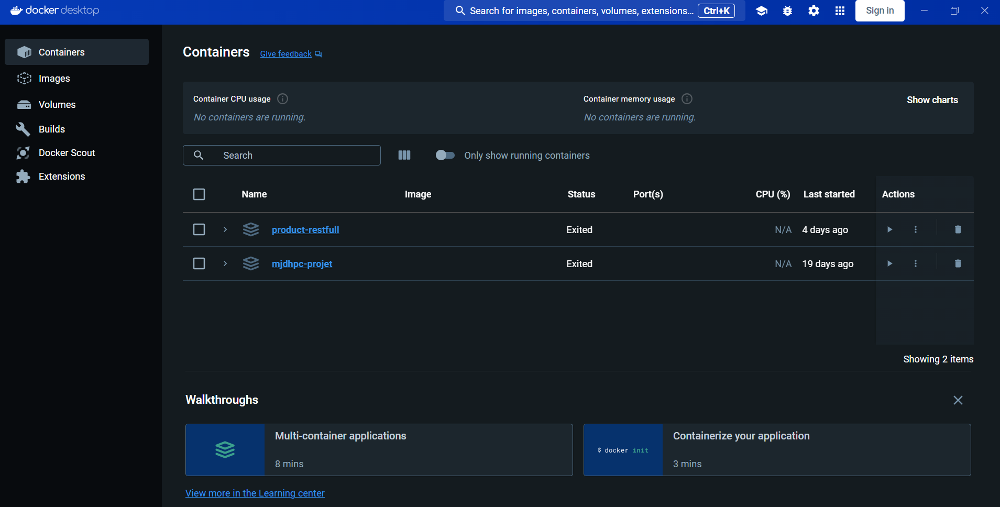 docker desktop
Search for images, containers, volumes, extensions... Ctrl+K
Sign in
Containers
Images
Volumes
Builds
Docker Scout
Extensions
Containers Give feedback
Container CPU usage
No containers are running.
Container memory usage
No containers are running.
Show charts
Search
Only show running containers
Name Image Status Port(s) CPU (%) Last started Actions
product-restfull Exited N/A 4 days ago
mjdhpc-projet Exited N/A 19 days ago
Showing 2 items
Walkthroughs
Multi-container applications
8 mins
$ docker init
Containerize your application
3 mins
View more in the Learning center